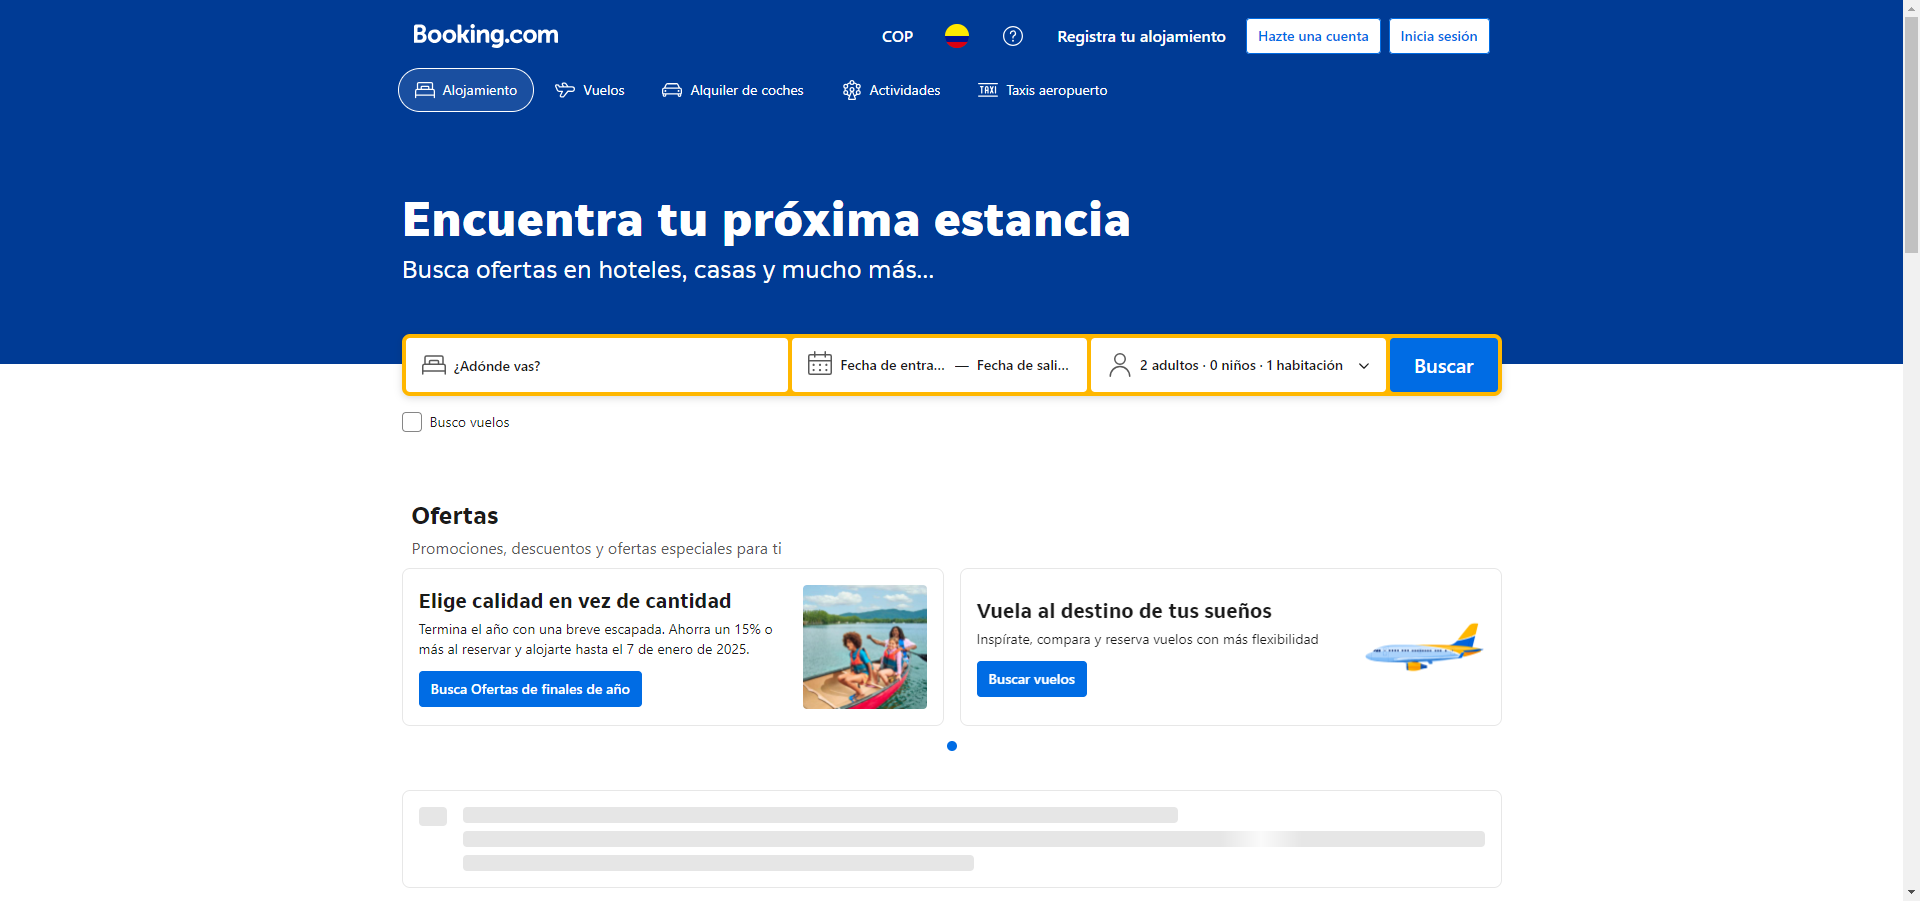 Booking.com
COP
Registra tu alojamiento
Hazte una cuenta
Inicia sesión
Alojamiento
Vuelos
Alquiler de coches
Actividades
TAXI
Taxis aeropuerto
Encuentra tu próxima estancia
Busca ofertas en hoteles, casas y mucho más...
¿Adónde vas?
Fecha de entra... — Fecha de sali...
2 adultos · 0 niños · 1 habitación
Buscar
Busco vuelos
Ofertas
Promociones, descuentos y ofertas especiales para ti
Elige calidad en vez de cantidad
Termina el año con una breve escapada. Ahorra un 15% o
más al reservar y alojarte hasta el 7 de enero de 2025.
Busca Ofertas de finales de año
Vuela al destino de tus sueños
Inspírate, compara y reserva vuelos con más flexibilidad
Buscar vuelos